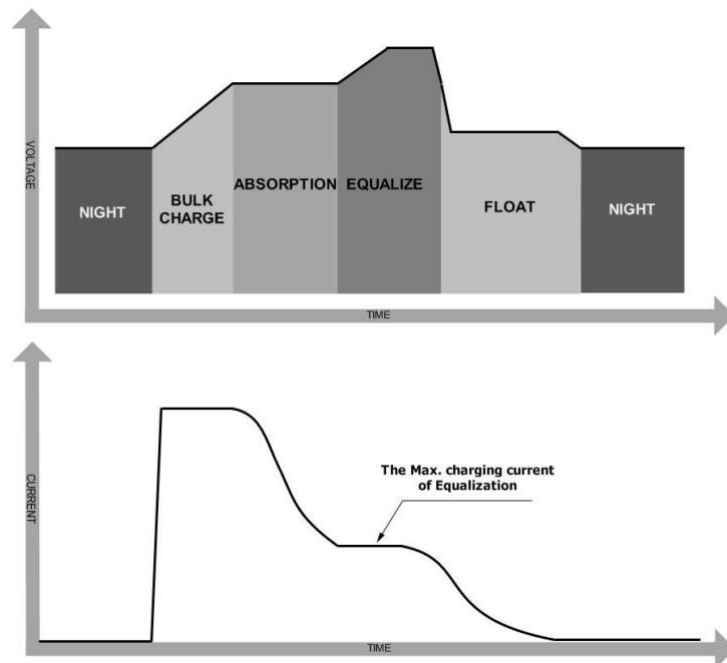 VOLTAGE
NIGHT
BULK
CHARGE
ABSORPTION
EQUALIZE
FLOAT
NIGHT
TIME
CURRENT
The Max. charging current
of Equalization
TIME